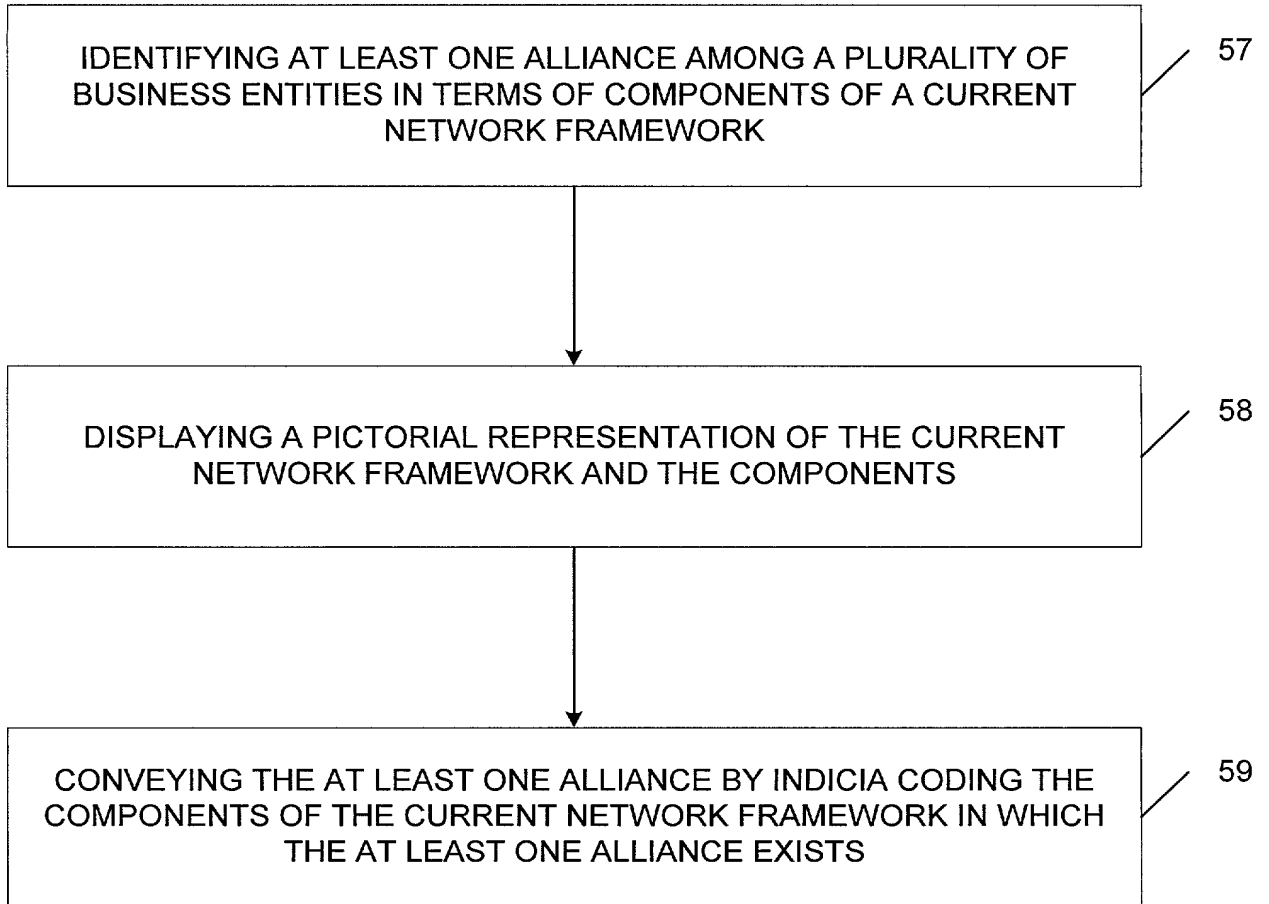 IDENTIFYING AT LEAST ONE ALLIANCE AMONG A PLURALITY OF
BUSINESS ENTITIES IN TERMS OF COMPONENTS OF A CURRENT
NETWORK FRAMEWORK
57
DISPLAYING A PICTORIAL REPRESENTATION OF THE CURRENT
NETWORK FRAMEWORK AND THE COMPONENTS
58
CONVEYING THE AT LEAST ONE ALLIANCE BY INDICIA CODING THE
COMPONENTS OF THE CURRENT NETWORK FRAMEWORK IN WHICH
THE AT LEAST ONE ALLIANCE EXISTS
59